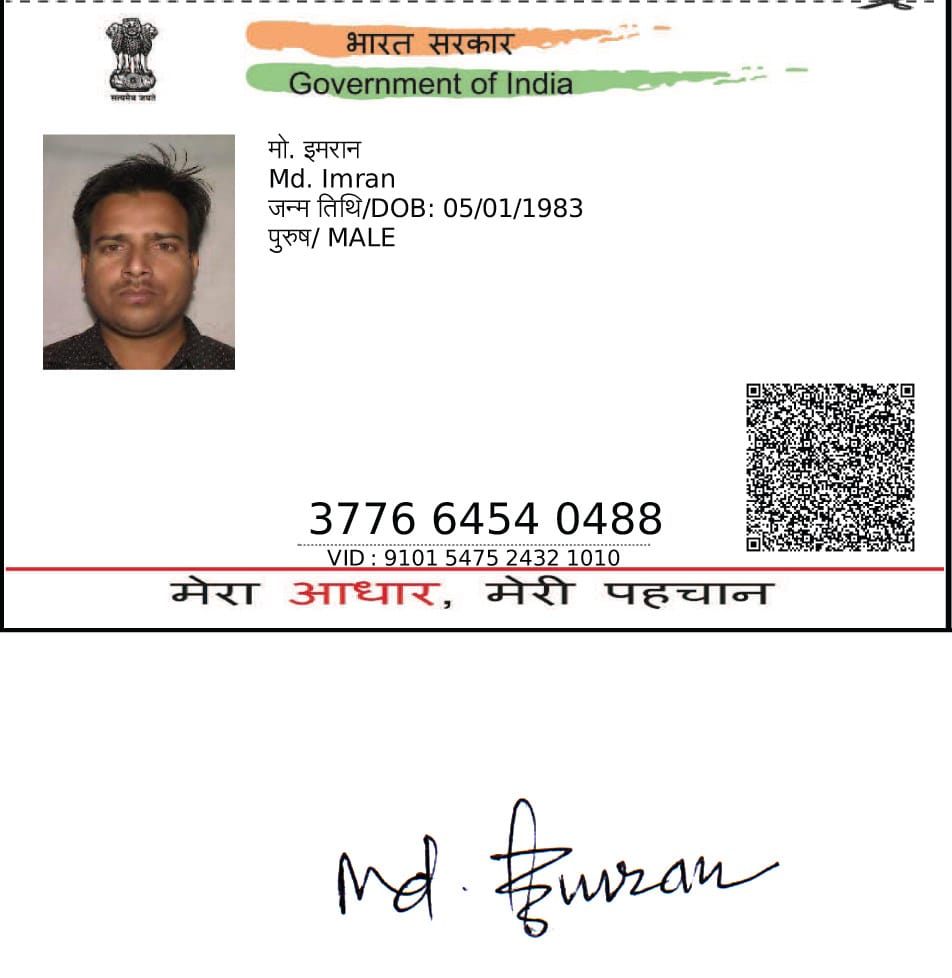 भारत सरकार
Government of India
सत्यमेव जयते
मो. इमरान
Md. Imran
जन्म तिथि/DOB: 05/01/1983
पुरुष/ MALE
3776 6454 0488
VID : 9101 5475 2432 1010
मेरा आधार, मेरी पहचान
Md. Imran